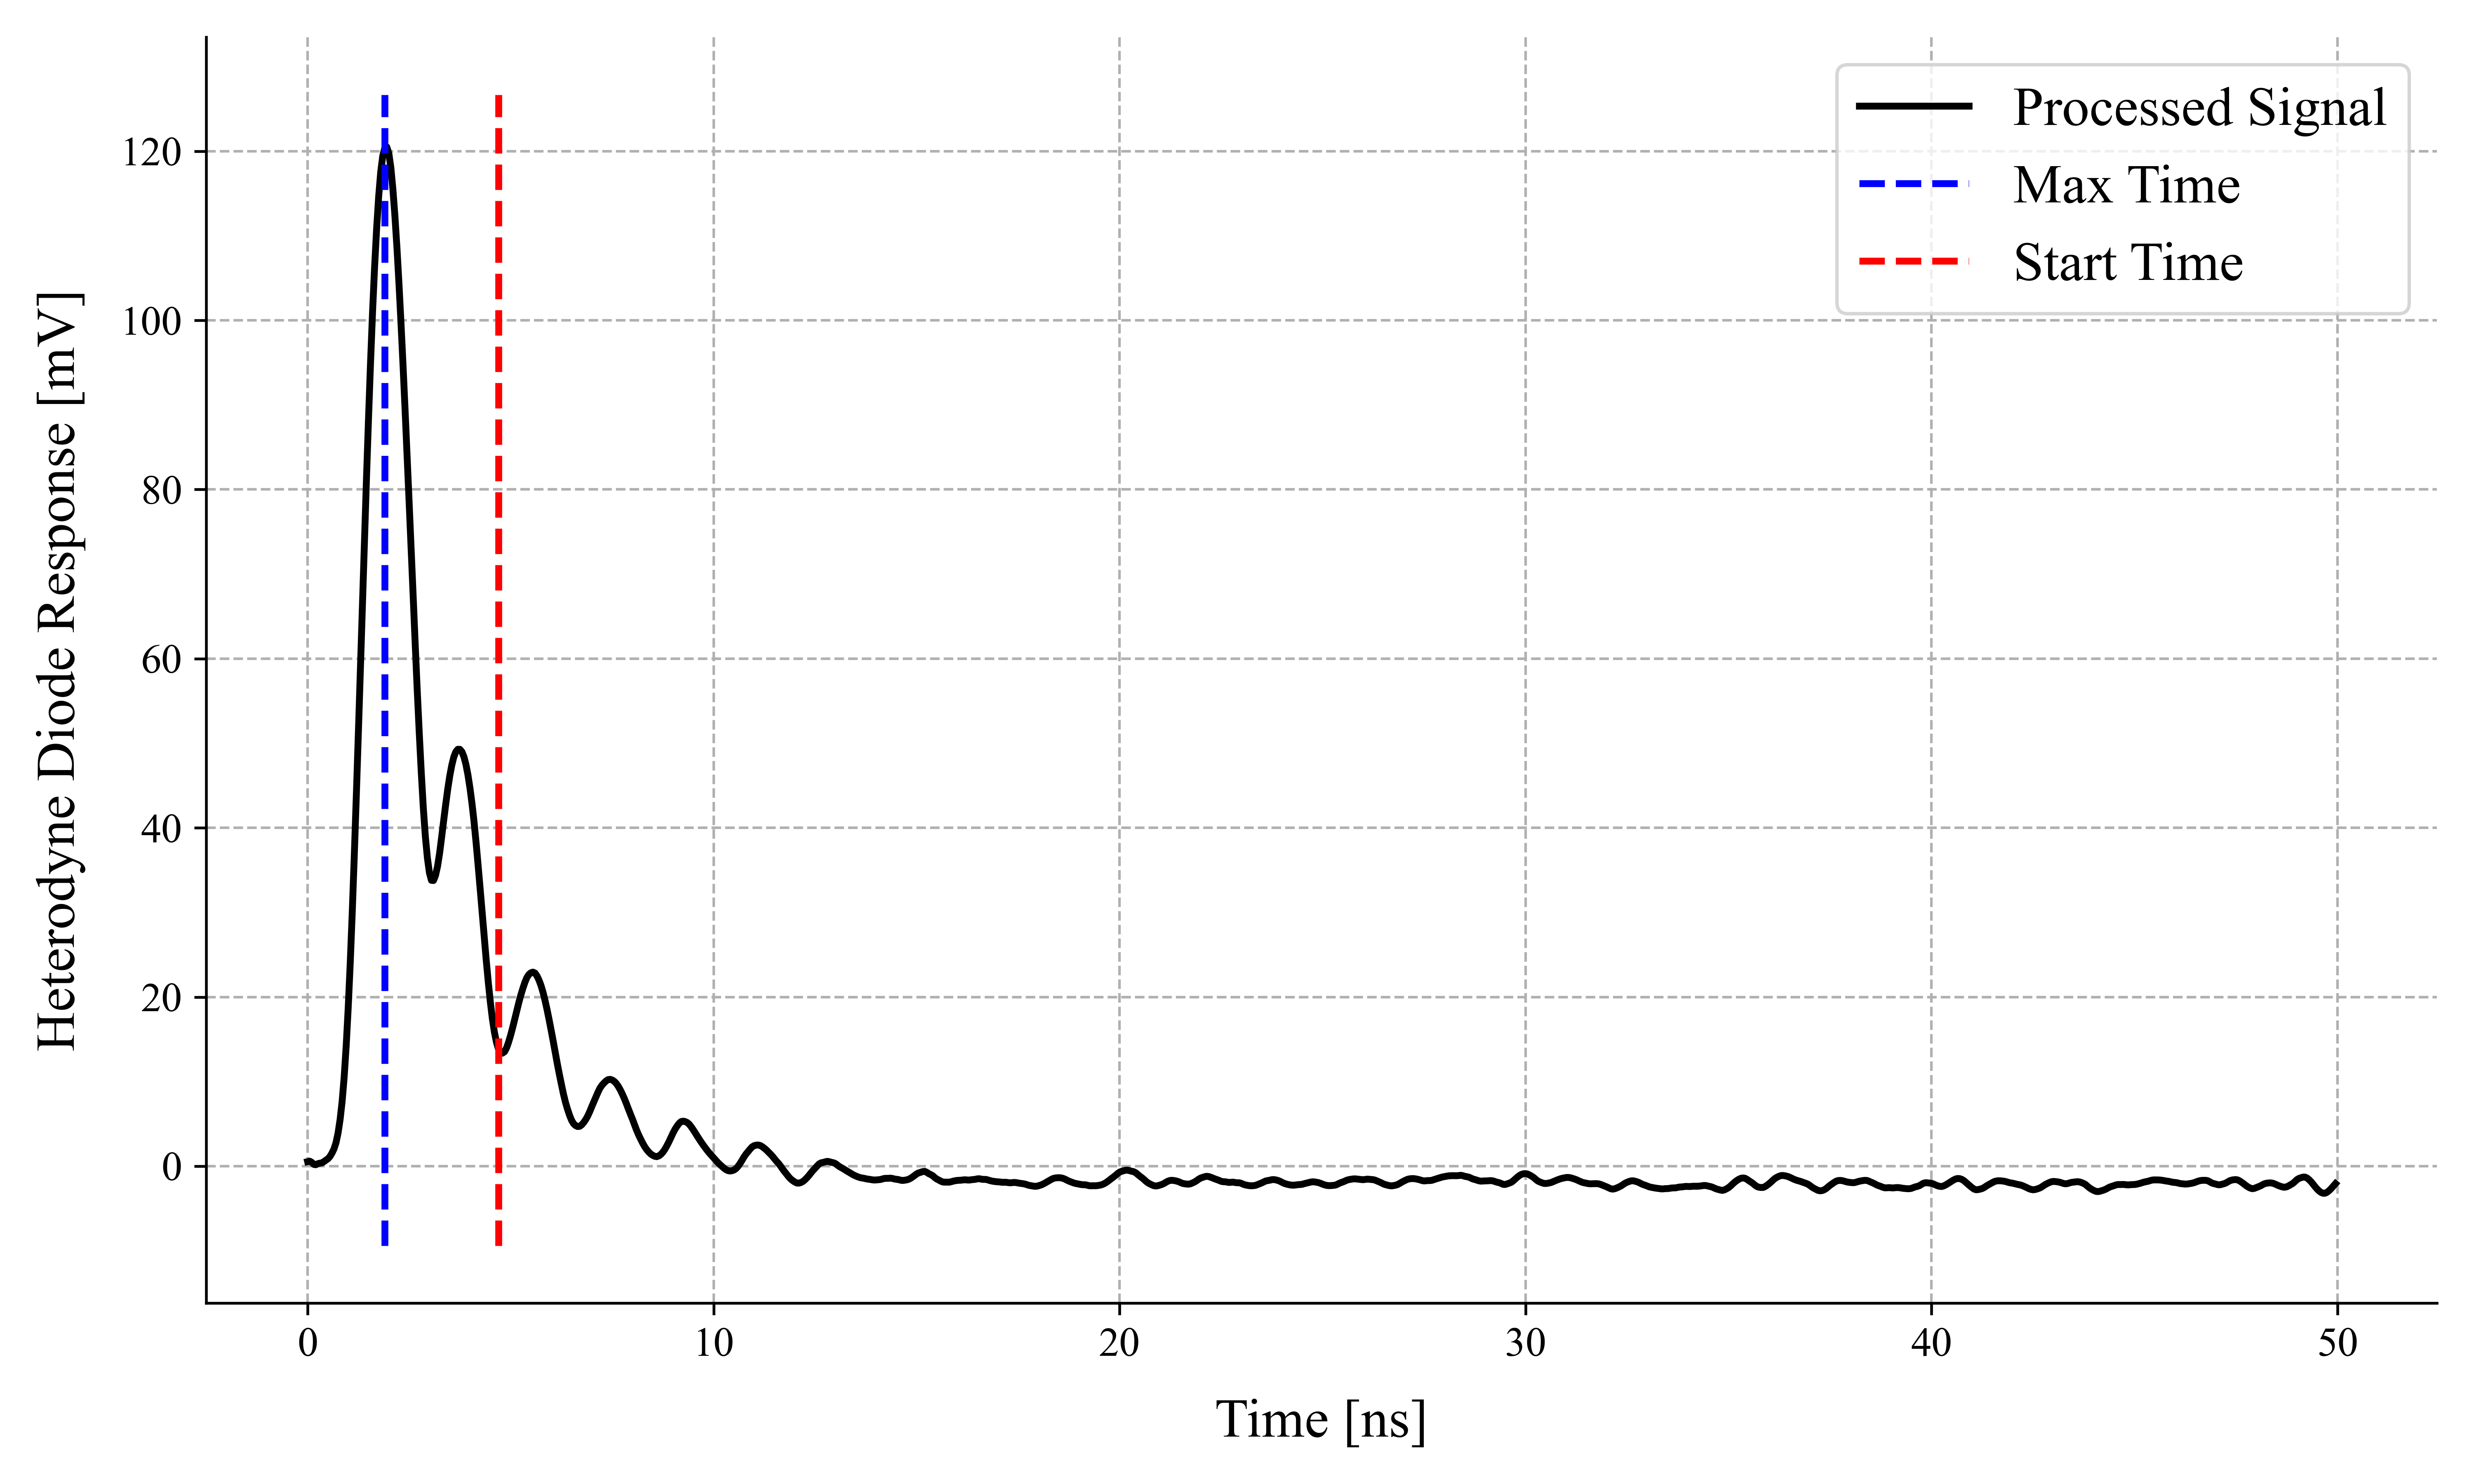 Processed Signal
Max Time
Start Time
Heterodyne Diode Response [mV]
120
100
80
60
40
20
0
0 10 20 30 40 50
Time [ns]